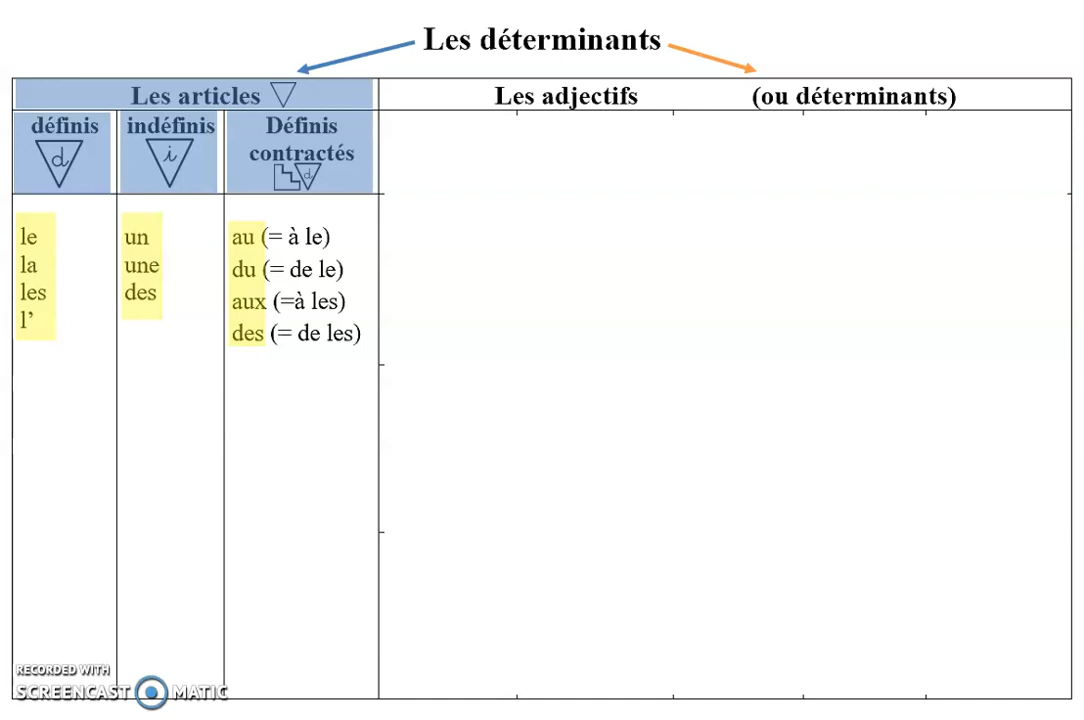 Les déterminants
Les articles
Les adjectifs (ou déterminants)
définis
d
indéfinis
i
Définis
contractés
d
le
la
les
l’
un
une
des
au (= à le)
du (= de le)
aux (=à les)
des (= de les)
RECORDED WITH
SCREENCAST MATIC